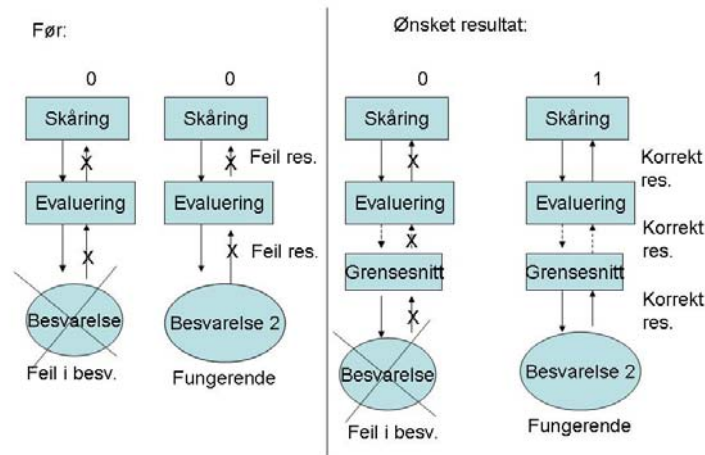 Før:
0
0
Skåring
Skåring
X
X
Feil res.
Evaluering
Evaluering
X
X
Feil res.
Besvarelse
Besvarelse 2
Feil i besv.
Fungerende
Ønsket resultat:
0
1
Skåring
Skåring
X
Korrekt
res.
Evaluering
Evaluering
X
Korrekt
res.
Grensesnitt
Grensesnitt
X
Korrekt
res.
Besvarelse
Besvarelse 2
Feil i besv.
Fungerende